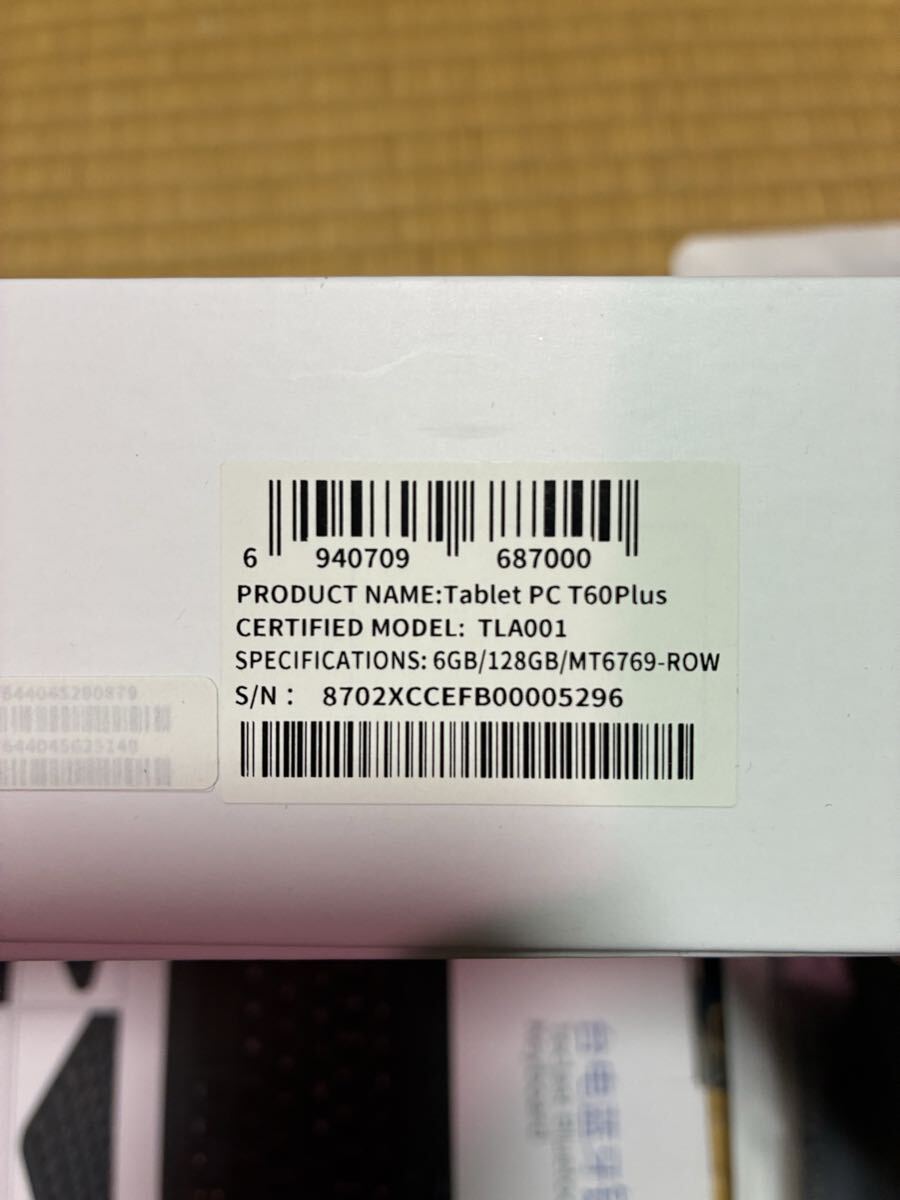 6 940709 687000
PRODUCT NAME:Tablet PC T60Plus
CERTIFIED MODEL: TLA001
SPECIFICATIONS: 6GB/128GB/MT6769-ROW
S/N： 8702XCCEFB00005296